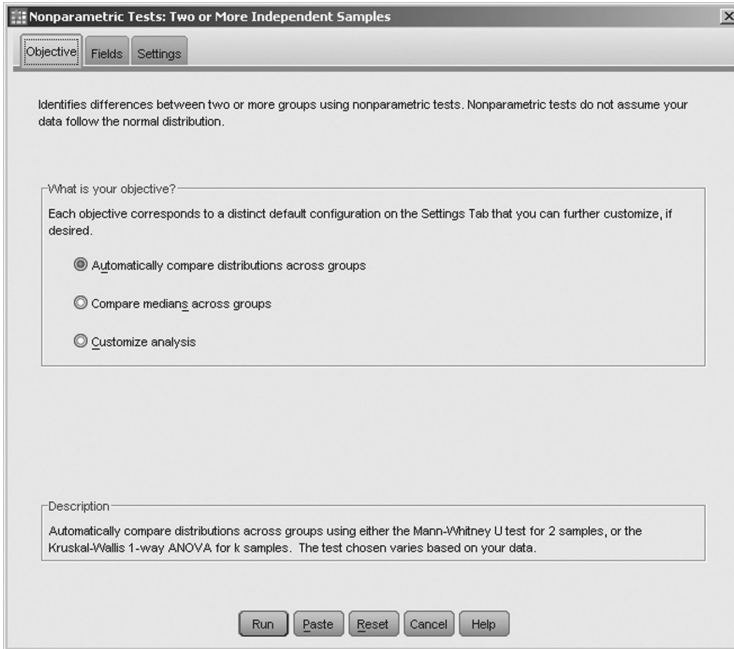 Nonparametric Tests: Two or More Independent Samples
Objective Fields Settings
Identifies differences between two or more groups using nonparametric tests. Nonparametric tests do not assume your
data follow the normal distribution.
What is your objective?
Each objective corresponds to a distinct default configuration on the Settings Tab that you can further customize, if
desired.
Automatically compare distributions across groups
Compare medians across groups
Customize analysis
Description
Automatically compare distributions across groups using either the Mann-Whitney U test for 2 samples, or the
Kruskal-Wallis 1-way ANOVA for k samples. The test chosen varies based on your data.
Run Paste Reset Cancel Help